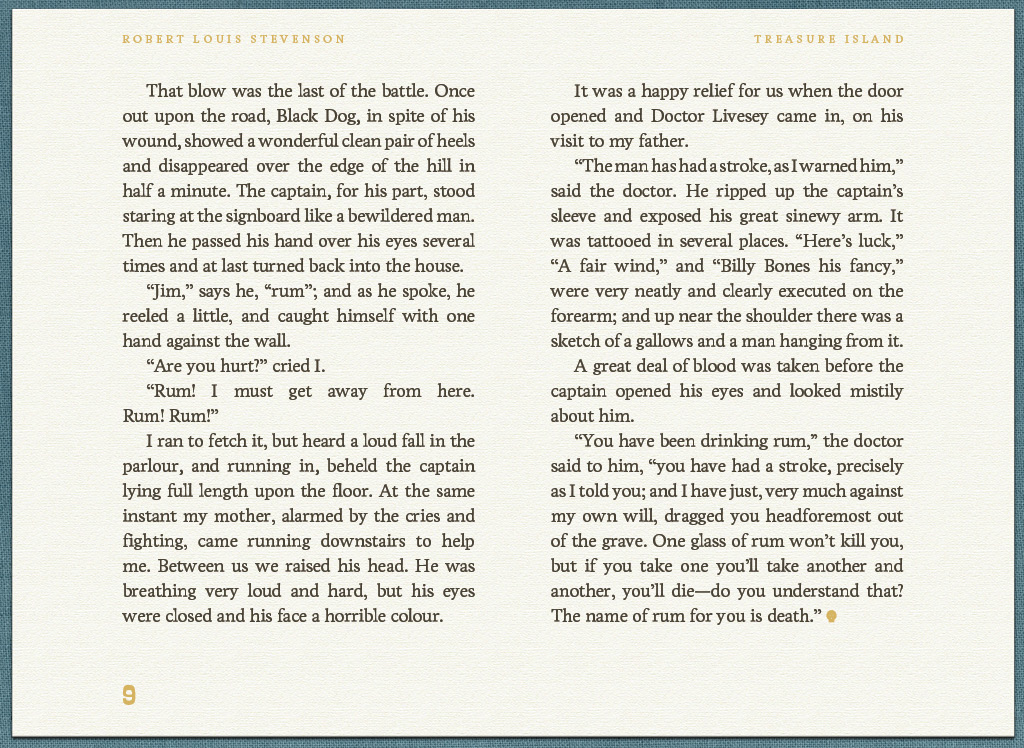 ROBERT LOUIS STEVENSON
TREASURE ISLAND
That blow was the last of the battle. Once
out upon the road, Black Dog, in spite of his
wound, showed a wonderful clean pair of heels
and disappeared over the edge of the hill in
half a minute. The captain, for his part, stood
staring at the signboard like a bewildered man.
Then he passed his hand over his eyes several
times and at last turned back into the house.
“Jim,” says he, “rum”; and as he spoke, he
reeled a little, and caught himself with one
hand against the wall.
“Are you hurt?” cried I.
“Rum! I must get away from here.
Rum! Rum!”
I ran to fetch it, but heard a loud fall in the
parlour, and running in, beheld the captain
lying full length upon the floor. At the same
instant my mother, alarmed by the cries and
fighting, came running downstairs to help
me. Between us we raised his head. He was
breathing very loud and hard, but his eyes
were closed and his face a horrible colour.
It was a happy relief for us when the door
opened and Doctor Livesey came in, on his
visit to my father.
“The man has had a stroke, as I warned him,”
said the doctor. He ripped up the captain’s
sleeve and exposed his great sinewy arm. It
was tattooed in several places. “Here’s luck,”
“A fair wind,” and “Billy Bones his fancy,”
were very neatly and clearly executed on the
forearm; and up near the shoulder there was a
sketch of a gallows and a man hanging from it.
A great deal of blood was taken before the
captain opened his eyes and looked mistily
about him.
“You have been drinking rum,” the doctor
said to him, “you have had a stroke, precisely
as I told you; and I have just, very much against
my own will, dragged you headforemost out
of the grave. One glass of rum won’t kill you,
but if you take one you’ll take another and
another, you’ll die—do you understand that?
The name of rum for you is death.”
9